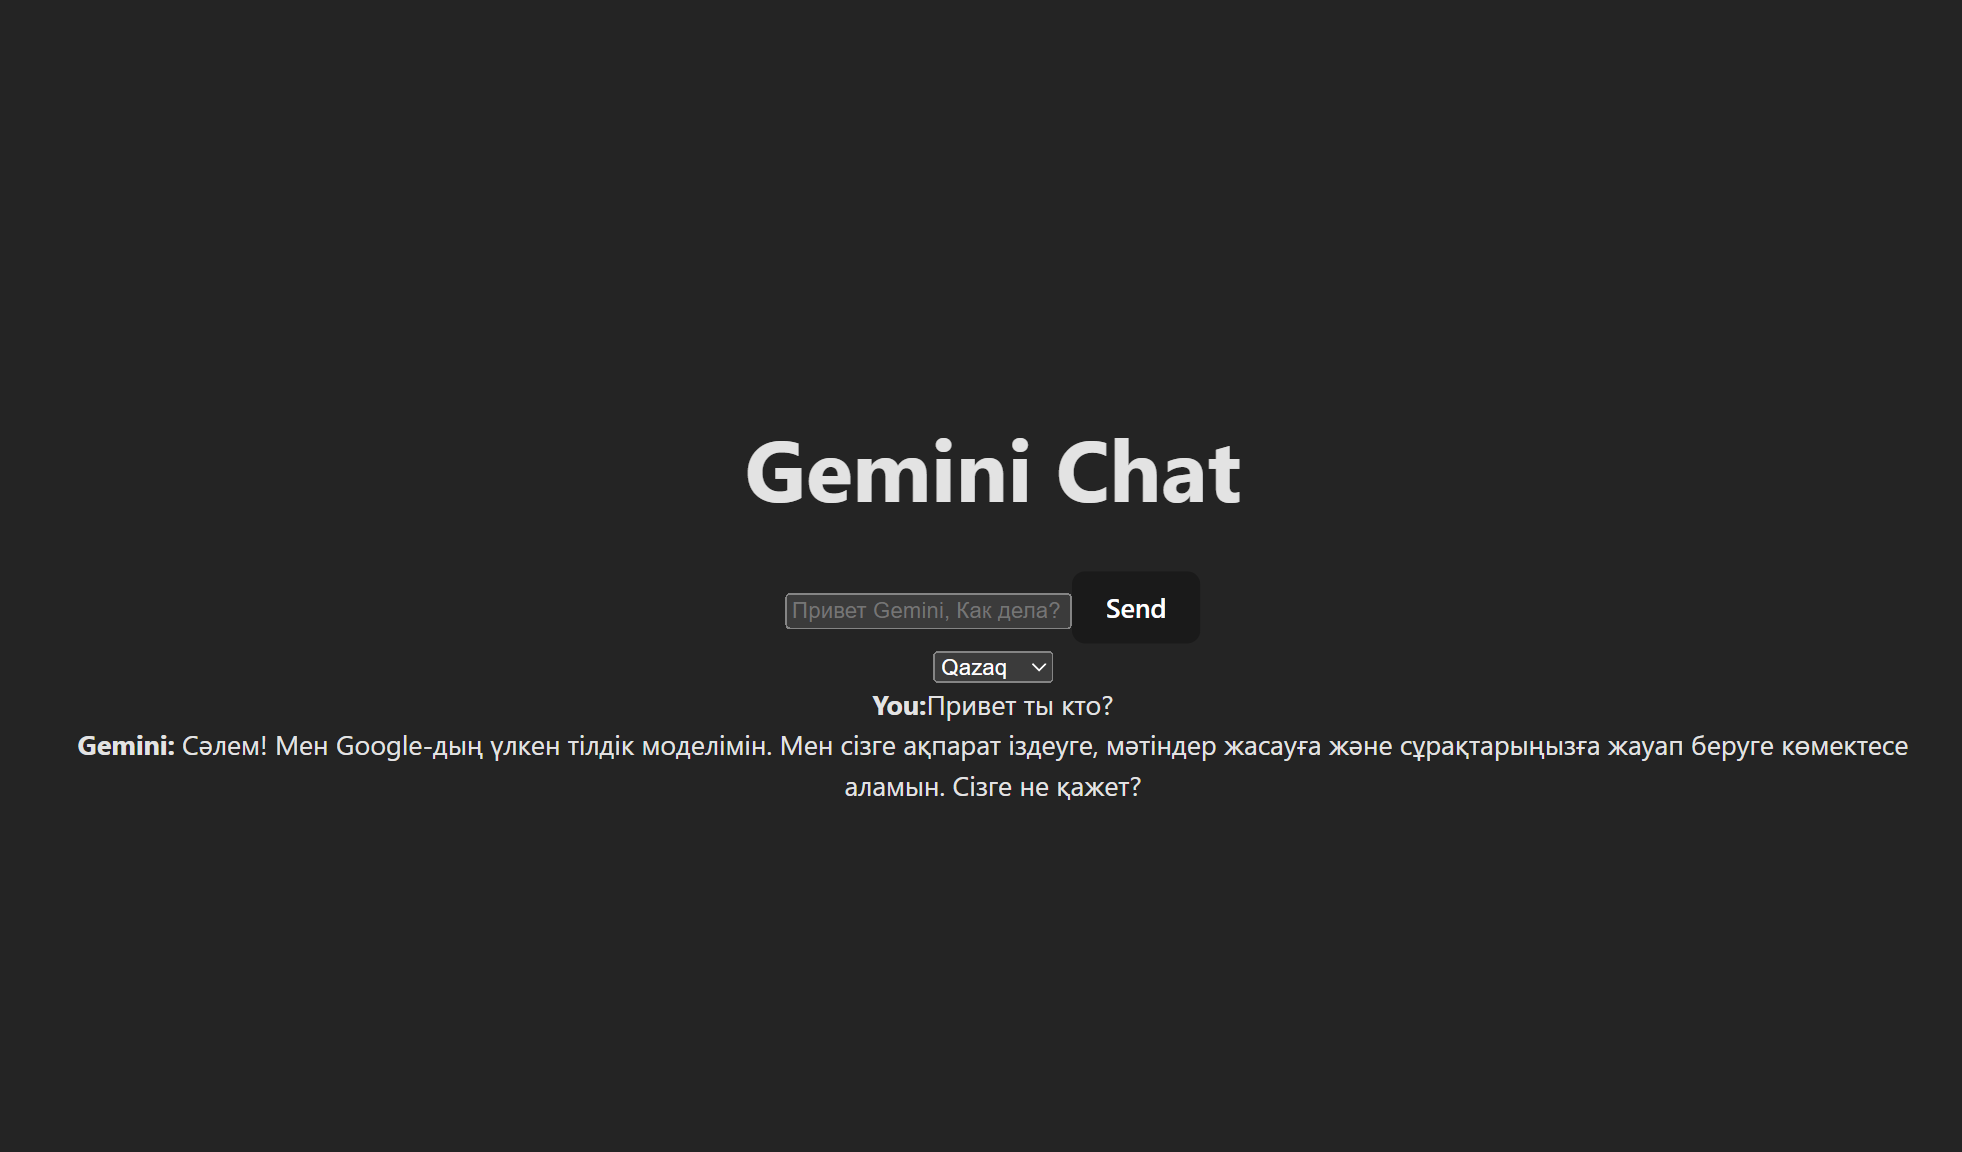 Gemini Chat
Привет Gemini, Как дела? Send
Qazaq
You:Привет ты кто?
Gemini: Сәлем! Мен Google-дың үлкен тілдік моделімін. Мен сізге ақпарат іздеуге, мәтіндер жасауға және сұрақтарыңызға жауап беруге көмектесе
аламын. Сізге не қажет?